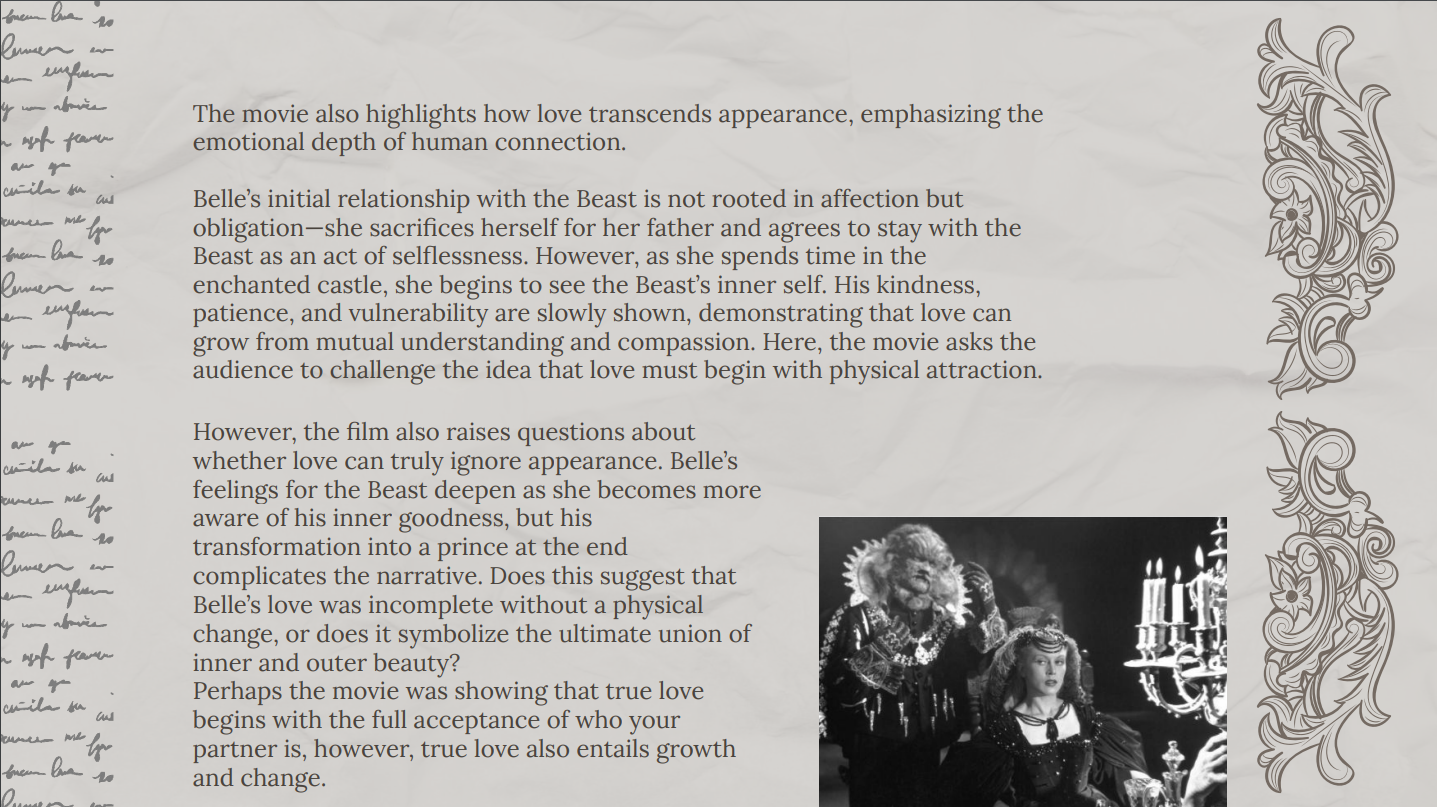 The movie also highlights how love transcends appearance, emphasizing the
emotional depth of human connection.
Belle’s initial relationship with the Beast is not rooted in affection but
obligation—she sacrifices herself for her father and agrees to stay with the
Beast as an act of selflessness. However, as she spends time in the
enchanted castle, she begins to see the Beast’s inner self. His kindness,
patience, and vulnerability are slowly shown, demonstrating that love can
grow from mutual understanding and compassion. Here, the movie asks the
audience to challenge the idea that love must begin with physical attraction.
However, the film also raises questions about
whether love can truly ignore appearance. Belle’s
feelings for the Beast deepen as she becomes more
aware of his inner goodness, but his
transformation into a prince at the end
complicates the narrative. Does this suggest that
Belle’s love was incomplete without a physical
change, or does it symbolize the ultimate union of
inner and outer beauty?
Perhaps the movie was showing that true love
begins with the full acceptance of who your
partner is, however, true love also entails growth
and change.